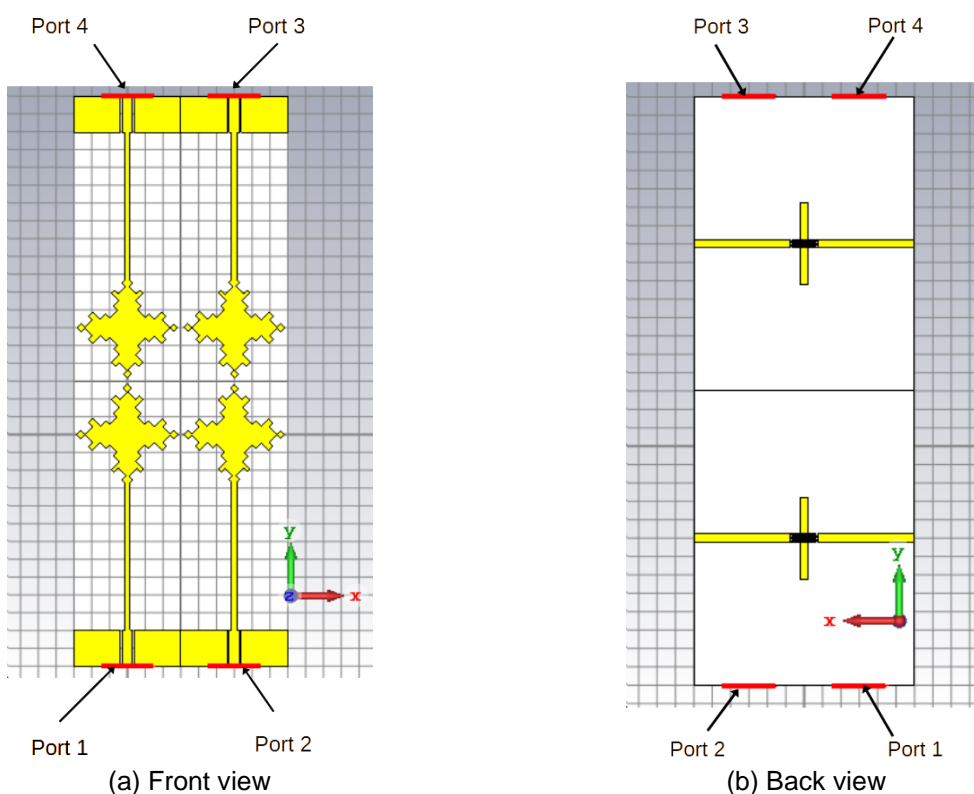 Port 4
Port 3
y
z
x
Port 1
Port 2
(a) Front view
Port 3
Port 4
y
x
Port 2
Port 1
(b) Back view